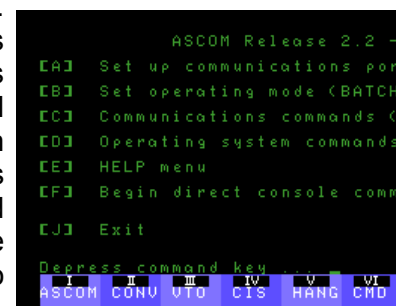 ASCOM Release 2.2 -
[A] Set up communications por
[B] Set operating mode (BATCH
[C] Communications commands (
[D] Operating system commands
[E] HELP menu
[F] Begin direct console comm
[J] Exit
Depress command key ...
I II III IV V VI
ASCOM CONV VTO CIS HANG CMD